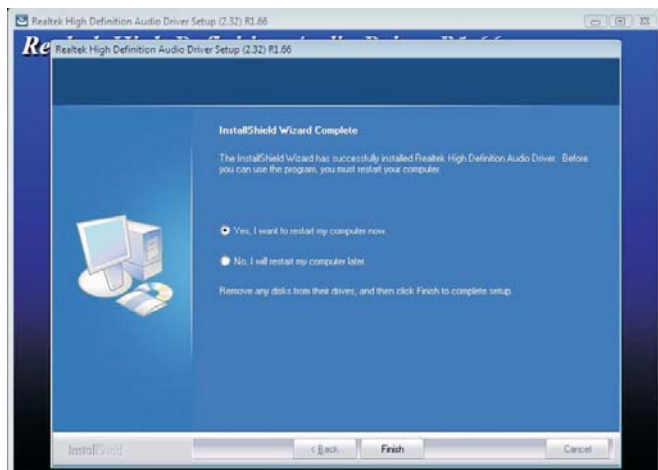 Realtek High Definition Audio Driver Setup (2.32) R1.66
Re
Realtek High Definition Audio Driver Setup (2.32) R1.66
InstallShield Wizard Complete
The InstallShield Wizard has successfully installed Realtek High Definition Audio Driver. Before
you can use the program, you must restart your computer.
Yes, I want to restart my computer now.
No, I will restart my computer later.
Remove any disks from their drives, and then click Finish to complete setup.
InstallShield
< Back
Finish
Cancel